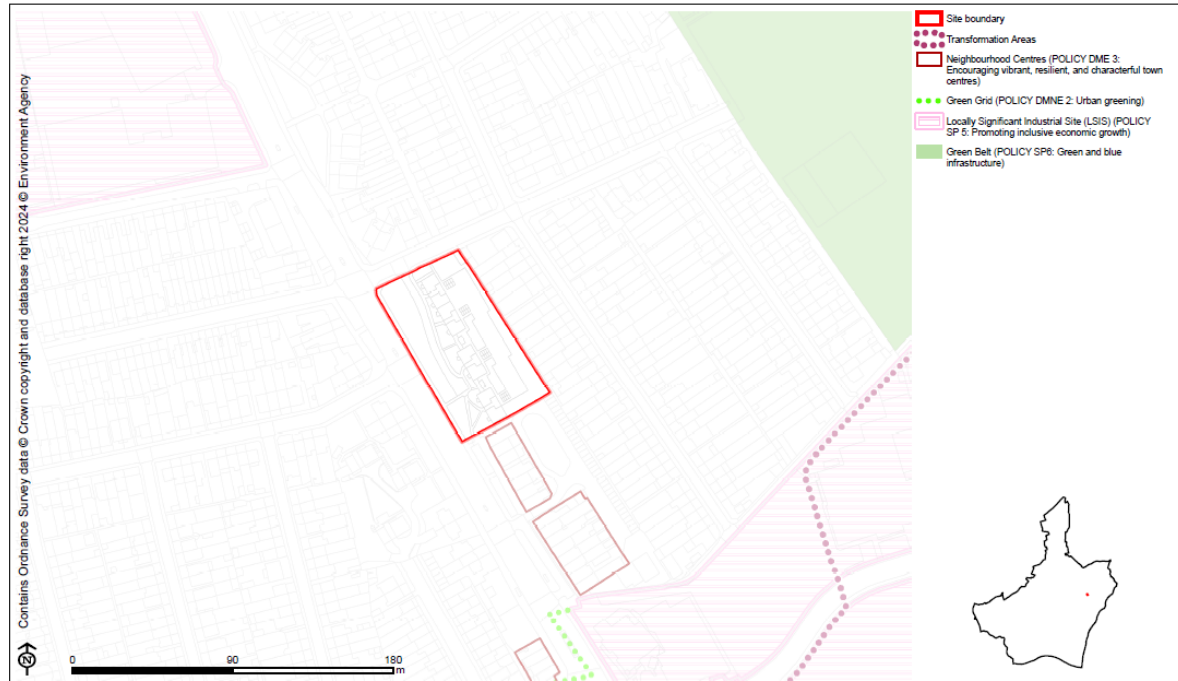 Contains Ordnance Survey data © Crown copyright and database right 2024 © Environment Agency
Site boundary
Transformation Areas
Neighbourhood Centres (POLICY DME 3:
Encouraging vibrant, resilient, and characterful town
centres)
Green Grid (POLICY DMNE 2: Urban greening)
Locally Significant Industrial Site (LSIS) (POLICY
SP 5: Promoting inclusive economic growth)
Green Belt (POLICY SP6: Green and blue
infrastructure)
N
0 90 180
m